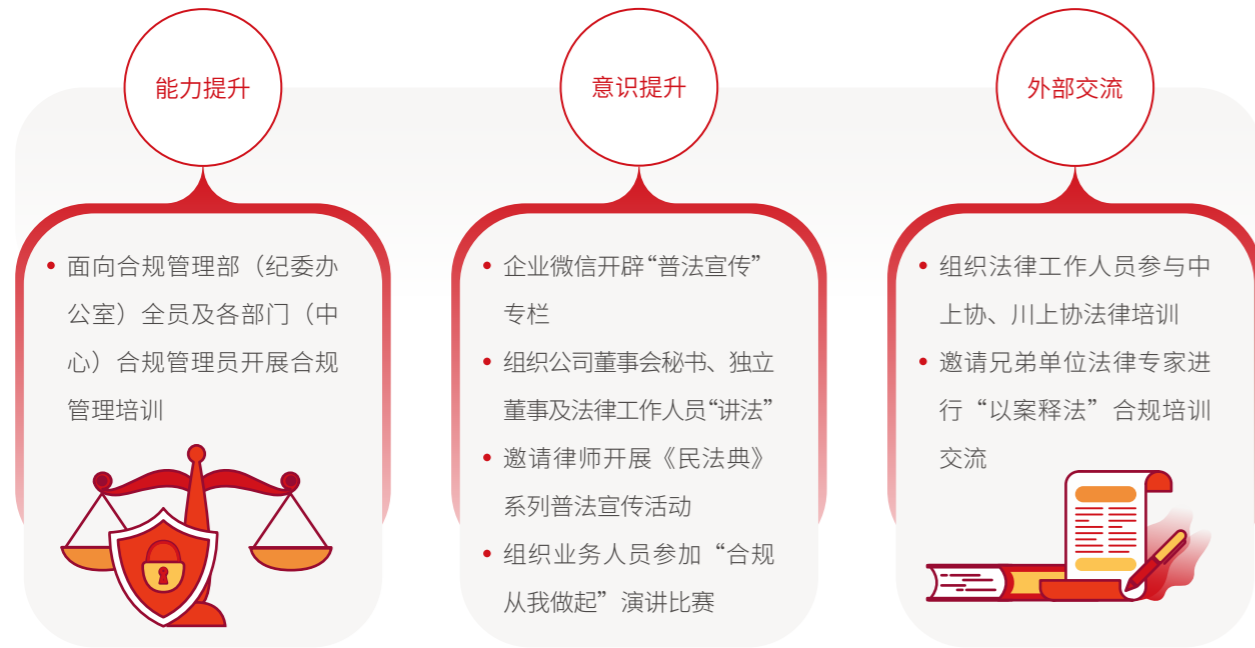 能力提升
面向合规管理部（纪委办
公室）全员及各部门（中
心）合规管理员开展合规
管理培训
意识提升
企业微信开辟“普法宣传”
专栏
组织公司董事会秘书、独立
董事及法律工作人员“讲法”
邀请律师开展《民法典》
系列普法宣传活动
组织业务人员参加“合规
从我做起”演讲比赛
外部交流
组织法律工作人员参与中
上协、川上协法律培训
邀请兄弟单位法律专家进
行“以案释法”合规培训
交流